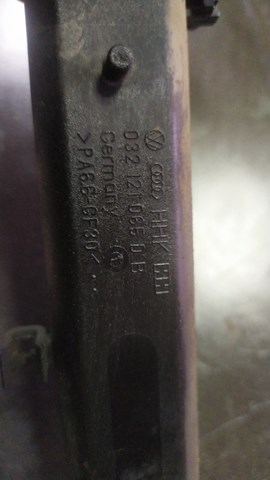 HHK
032 121 065 D B
Germany
>PA66-GF30<